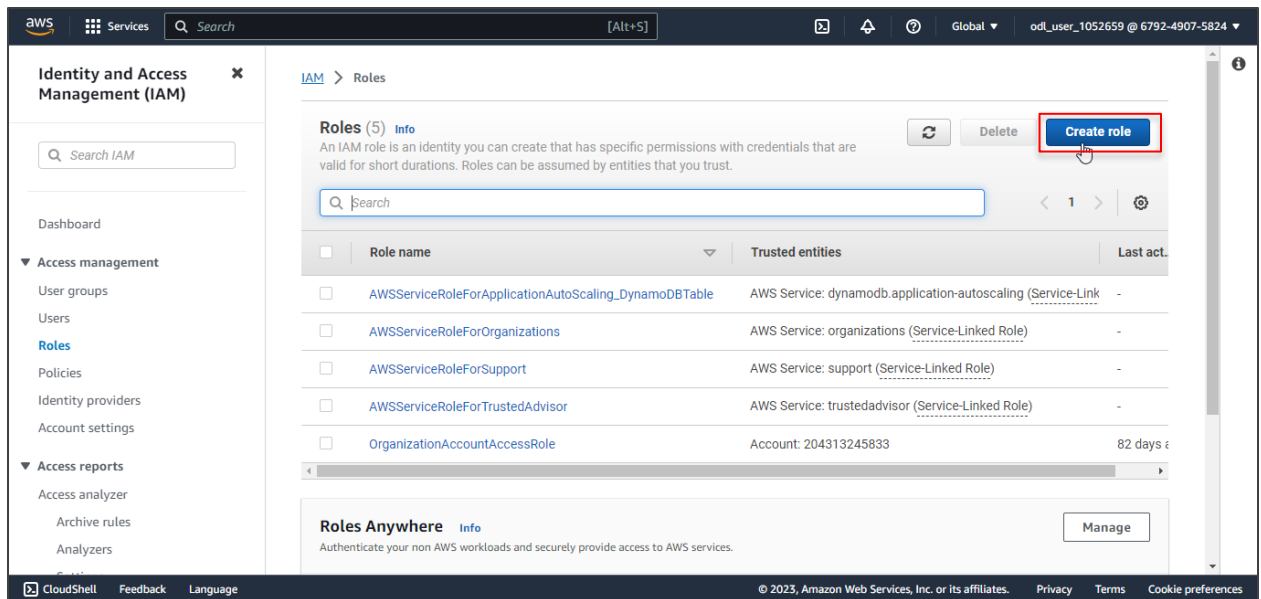 aws Services Search [Alt+S] Global ▼ odl_user_1052659 @ 6792-4907-5824 ▼
Identity and Access
Management (IAM)
Search IAM
Dashboard
Access management
User groups
Users
Roles
Policies
Identity providers
Account settings
Access reports
Access analyzer
Archive rules
Analyzers
IAM > Roles
Roles (5) Info
An IAM role is an identity you can create that has specific permissions with credentials that are
valid for short durations. Roles can be assumed by entities that you trust.
Delete
Create role
Search
1
Role name Trusted entities Last act..
AWSServiceRoleForApplicationAutoScaling_DynamoDBTable AWS Service: dynamodb.application-autoscaling (Service-Link -
AWSServiceRoleForOrganizations AWS Service: organizations (Service-Linked Role) -
AWSServiceRoleForSupport AWS Service: support (Service-Linked Role) -
AWSServiceRoleForTrustedAdvisor AWS Service: trustedadvisor (Service-Linked Role) -
OrganizationAccountAccessRole Account: 204313245833 82 days a
Roles Anywhere Info
Authenticate your non AWS workloads and securely provide access to AWS services.
Manage
CloudShell Feedback Language © 2023, Amazon Web Services, Inc. or its affiliates. Privacy Terms Cookie preferences